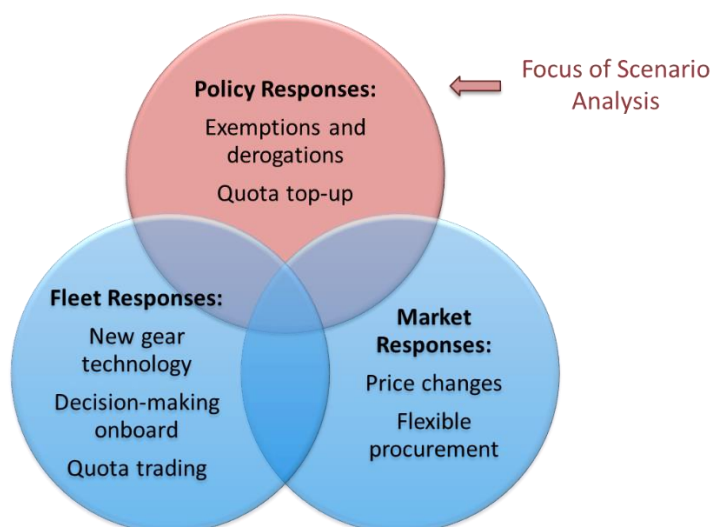 Policy Responses:
Exemptions and
derogations
Quota top-up
Focus of Scenario
Analysis
Fleet Responses:
New gear
technology
Decision-making
onboard
Quota trading
Market
Responses:
Price changes
Flexible
procurement